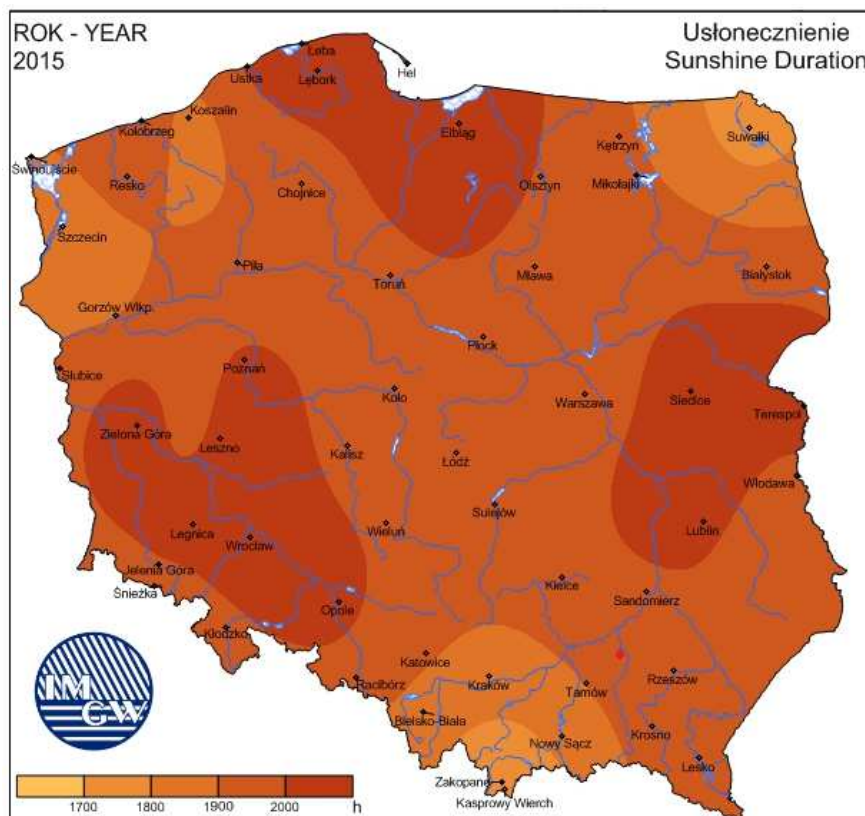 ROK - YEAR
2015
Usłonecznienie
Sunshine Duration
Łeba
Hel
Ustka
Lębork
Koszalin
Kołobrzeg
Elbląg
Suwałki
Kętrzyn
Świnoujście
Resko
Chojnice
Olsztyn
Mikołajki
Szczecin
Piła
Toruń
Mława
Białystok
Gorzów Wlkp.
Płock
Słubice
Poznań
Koło
Warszawa
Siedlce
Terespol
Zielona Góra
Leszno
Kalisz
Łódź
Włodawa
Sulejów
Legnica
Wrocław
Wieluń
Lublin
Jelenia Góra
Śnieżka
Opole
Kielce
Sandomierz
Kłodzko
Katowice
Racibórz
Kraków
Tarnów
Rzeszów
Bielsko-Biała
Nowy Sącz
Krosno
Lesko
Zakopane
Kasprowy Wierch
IM
GW
1700 1800 1900 2000 h